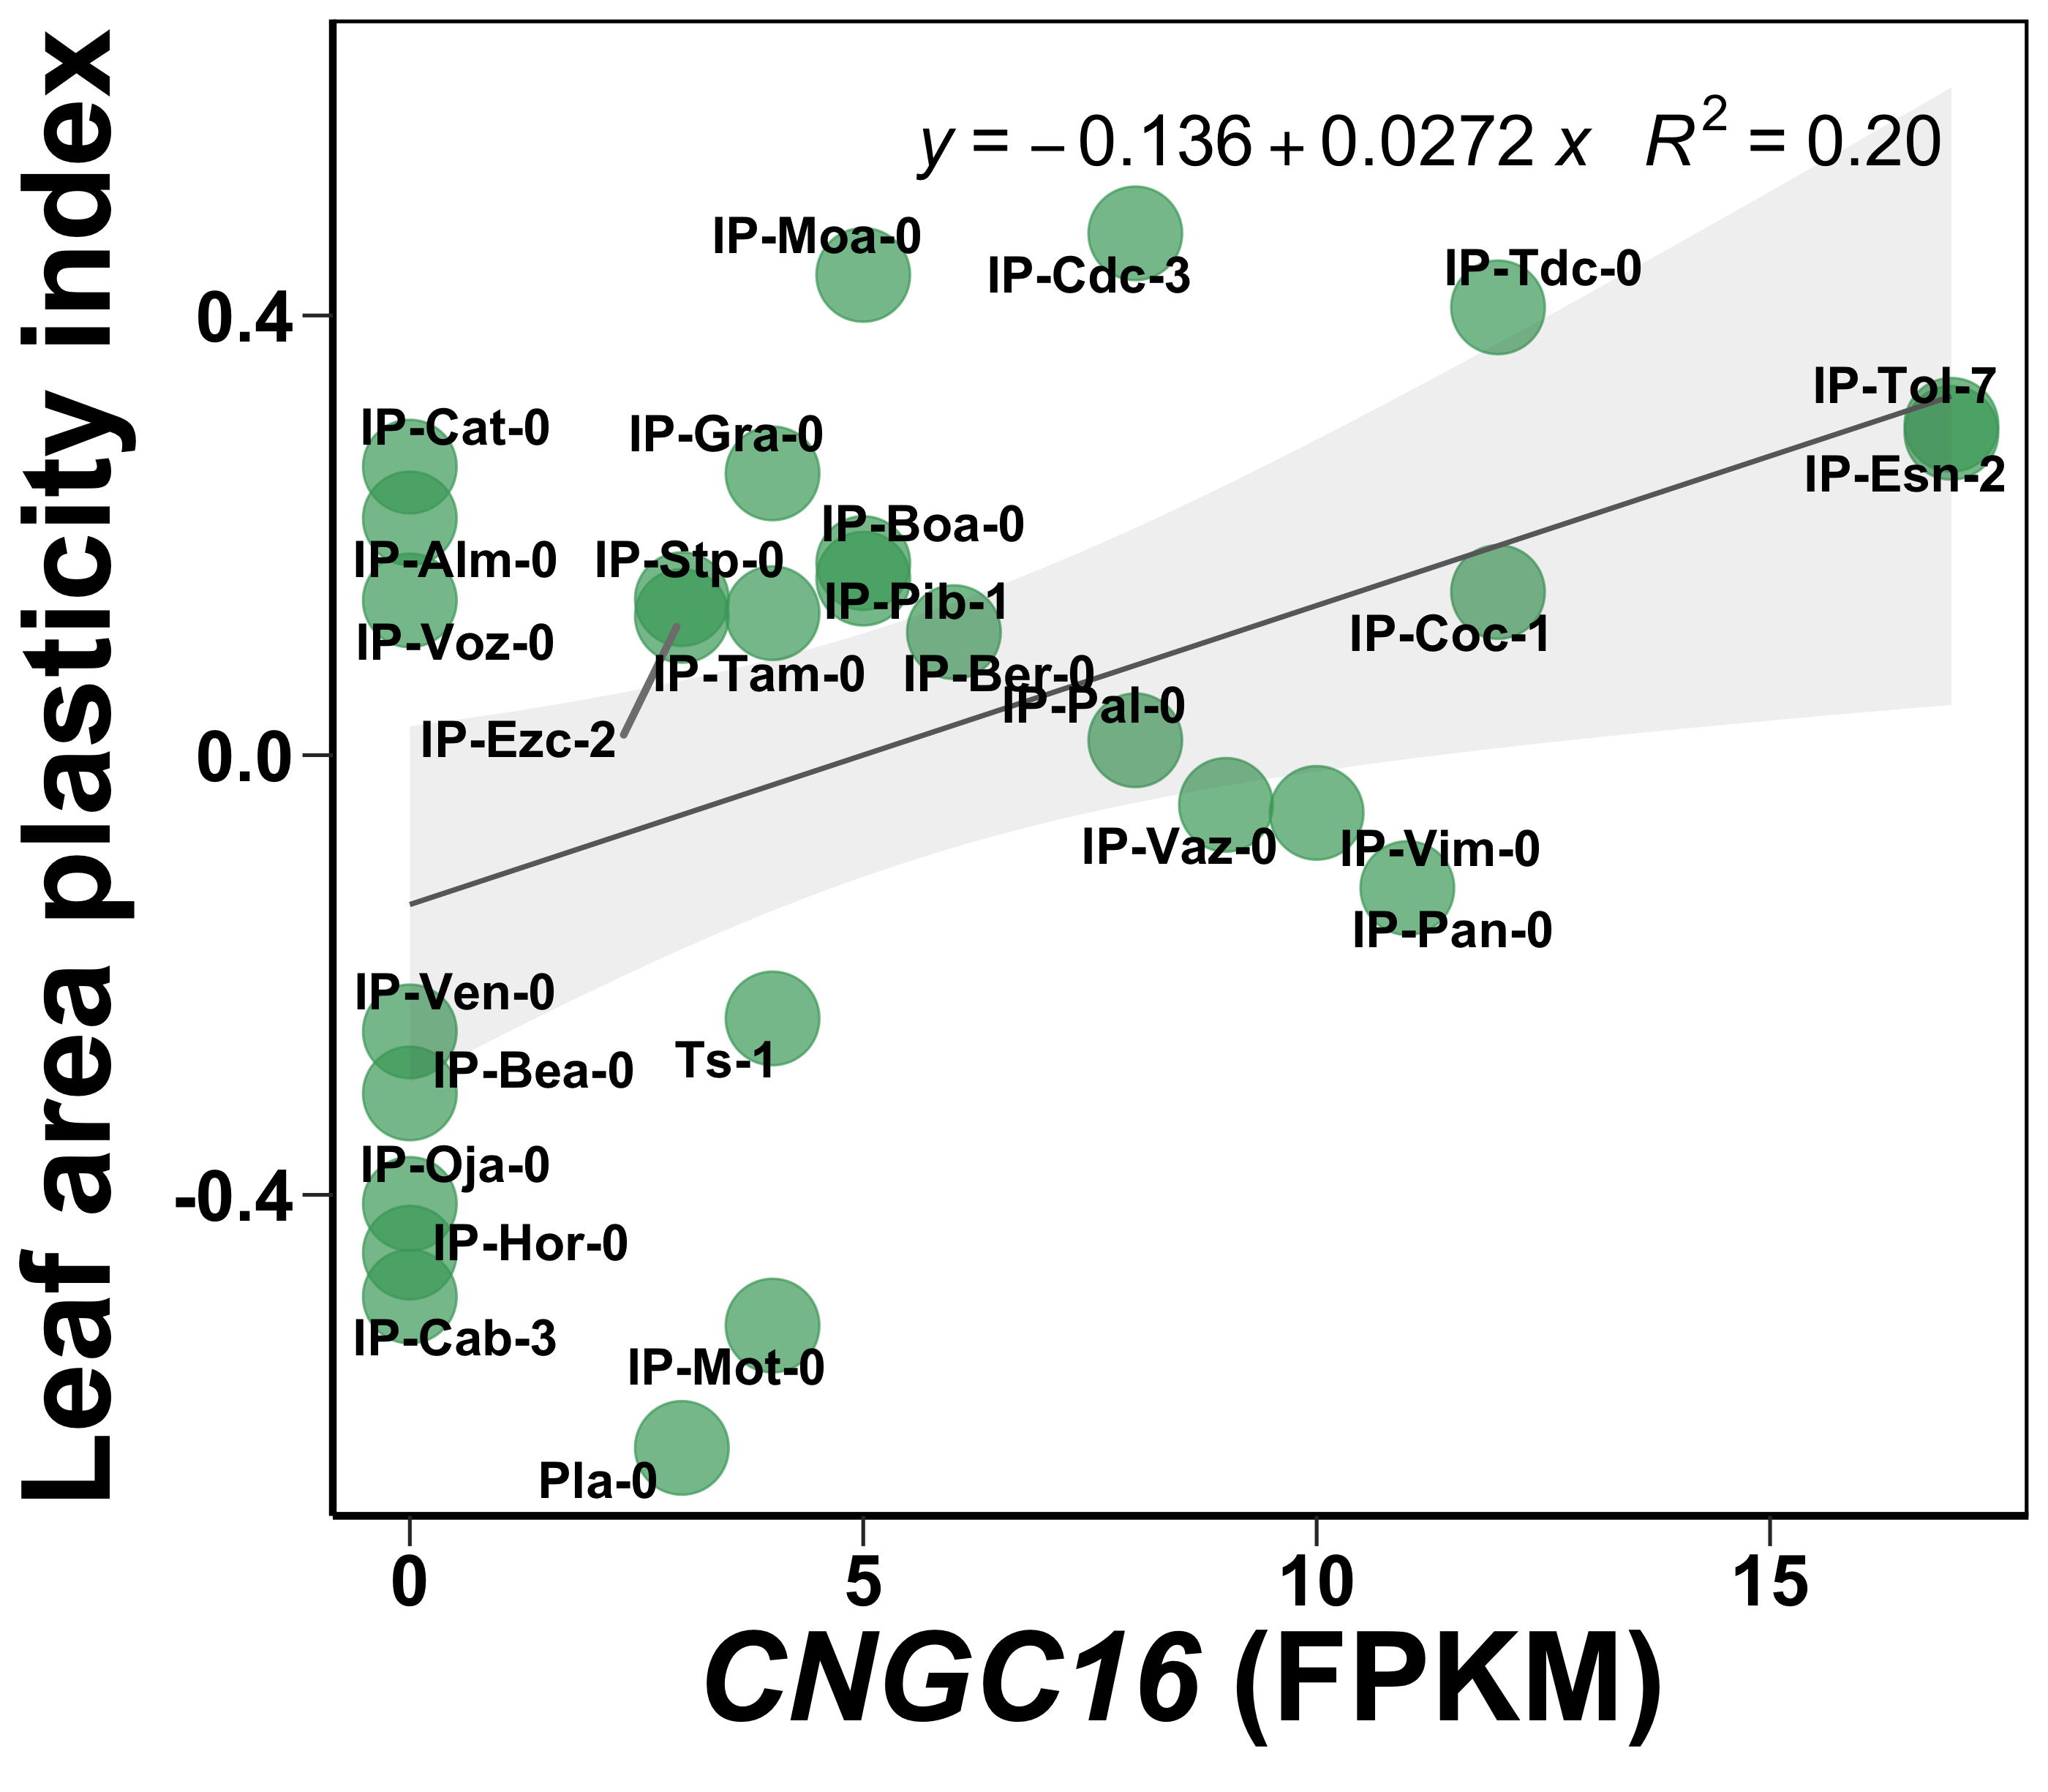 Leaf area plasticity index
y = – 0.136 + 0.0272 x R² = 0.20
IP-Moa-0
IP-Cdc-3
IP-Tdc-0
0.4
IP-Tol-7
IP-Cat-0
IP-Gra-0
IP-Esn-2
IP-Boa-0
IP-Alm-0
IP-Stp-0
IP-Pib-1
IP-Voz-0
IP-Coc-1
IP-Tam-0
IP-Ber-0
IP-Pal-0
IP-Ezc-2
0.0
IP-Vaz-0
IP-Vim-0
IP-Pan-0
IP-Ven-0
Ts-1
IP-Bea-0
IP-Oja-0
-0.4
IP-Hor-0
IP-Cab-3
IP-Mot-0
Pla-0
0 5 10 15
CNGC16 (FPKM)